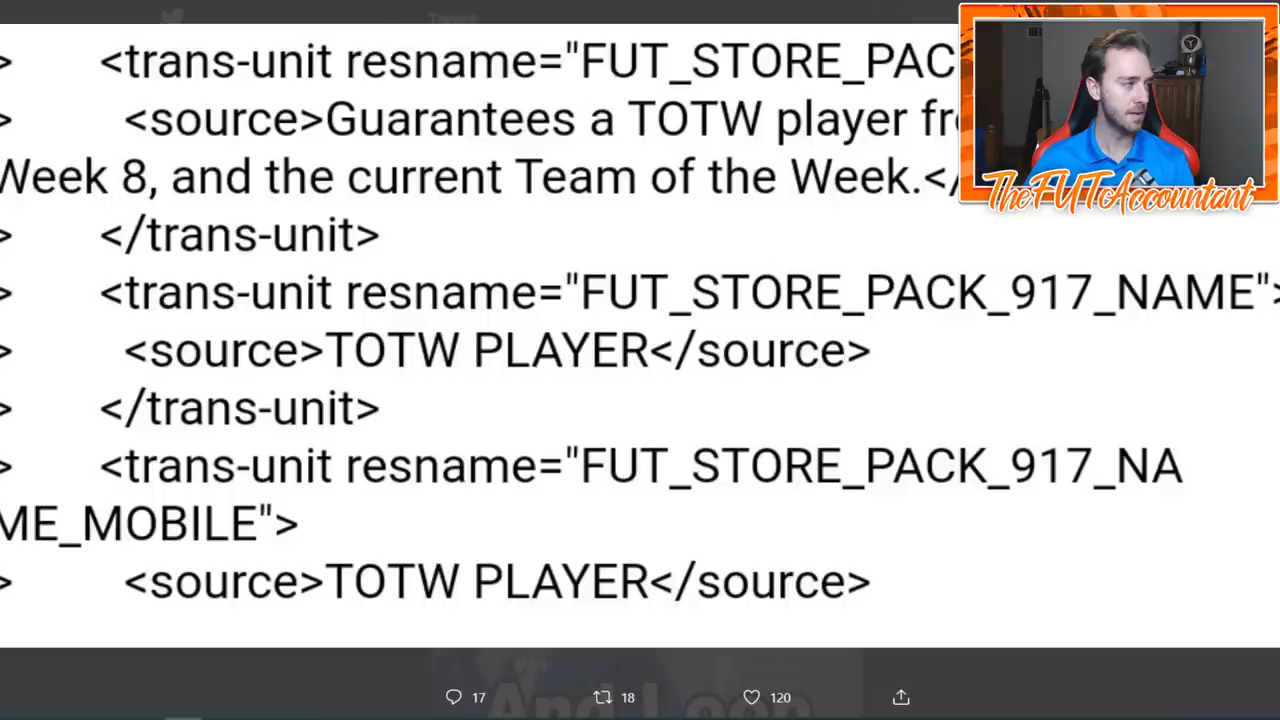 > <trans-unit resname="FUT_STORE_PAC
> <source>Guarantees a TOTW player fr
Week 8, and the current Team of the Week.</
> </trans-unit>
> <trans-unit resname="FUT_STORE_PACK_917_NAME">
> <source>TOTW PLAYER</source>
> </trans-unit>
> <trans-unit resname="FUT_STORE_PACK_917_NA
ME_MOBILE">
> <source>TOTW PLAYER</source>
TheFUTAccountant
And Loop
17 18 120